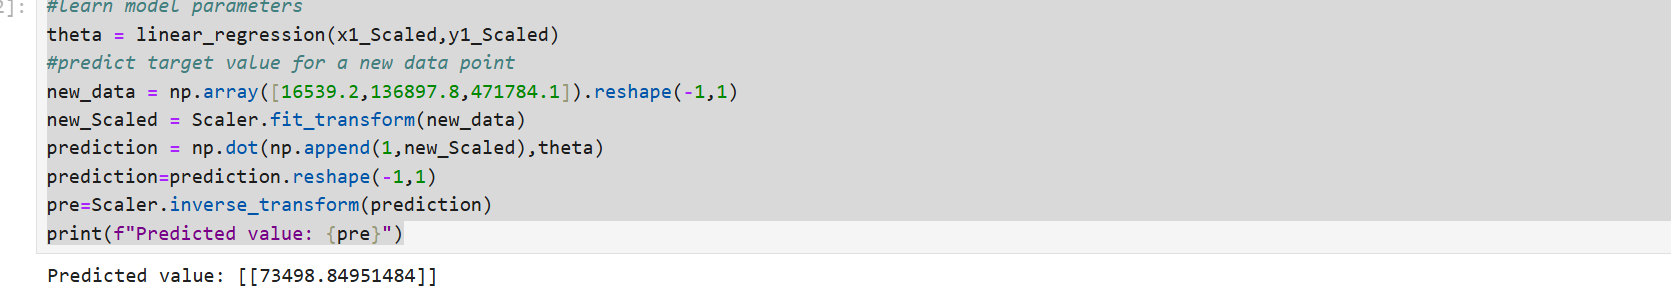 2]: #learn model parameters
theta = linear_regression(x1_Scaled,y1_Scaled)
#predict target value for a new data point
new_data = np.array([16539.2,136897.8,471784.1]).reshape(-1,1)
new_Scaled = Scaler.fit_transform(new_data)
prediction = np.dot(np.append(1,new_Scaled),theta)
prediction=prediction.reshape(-1,1)
pre=Scaler.inverse_transform(prediction)
print(f"Predicted value: {pre}")
Predicted value: [[73498.84951484]]